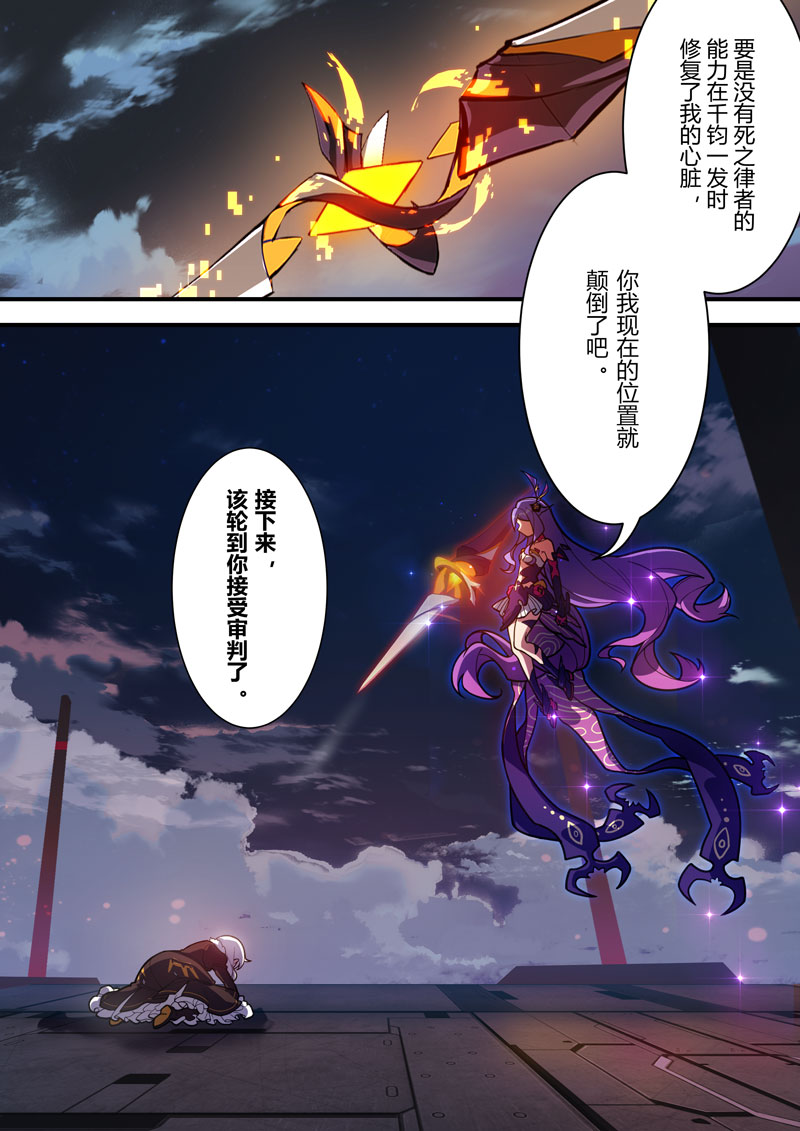 要是没有死之律者的
能力在千钧一发时
修复了我的心脏，
你我现在的位置就
颠倒了吧。
接下来，
该轮到你接受审判了。